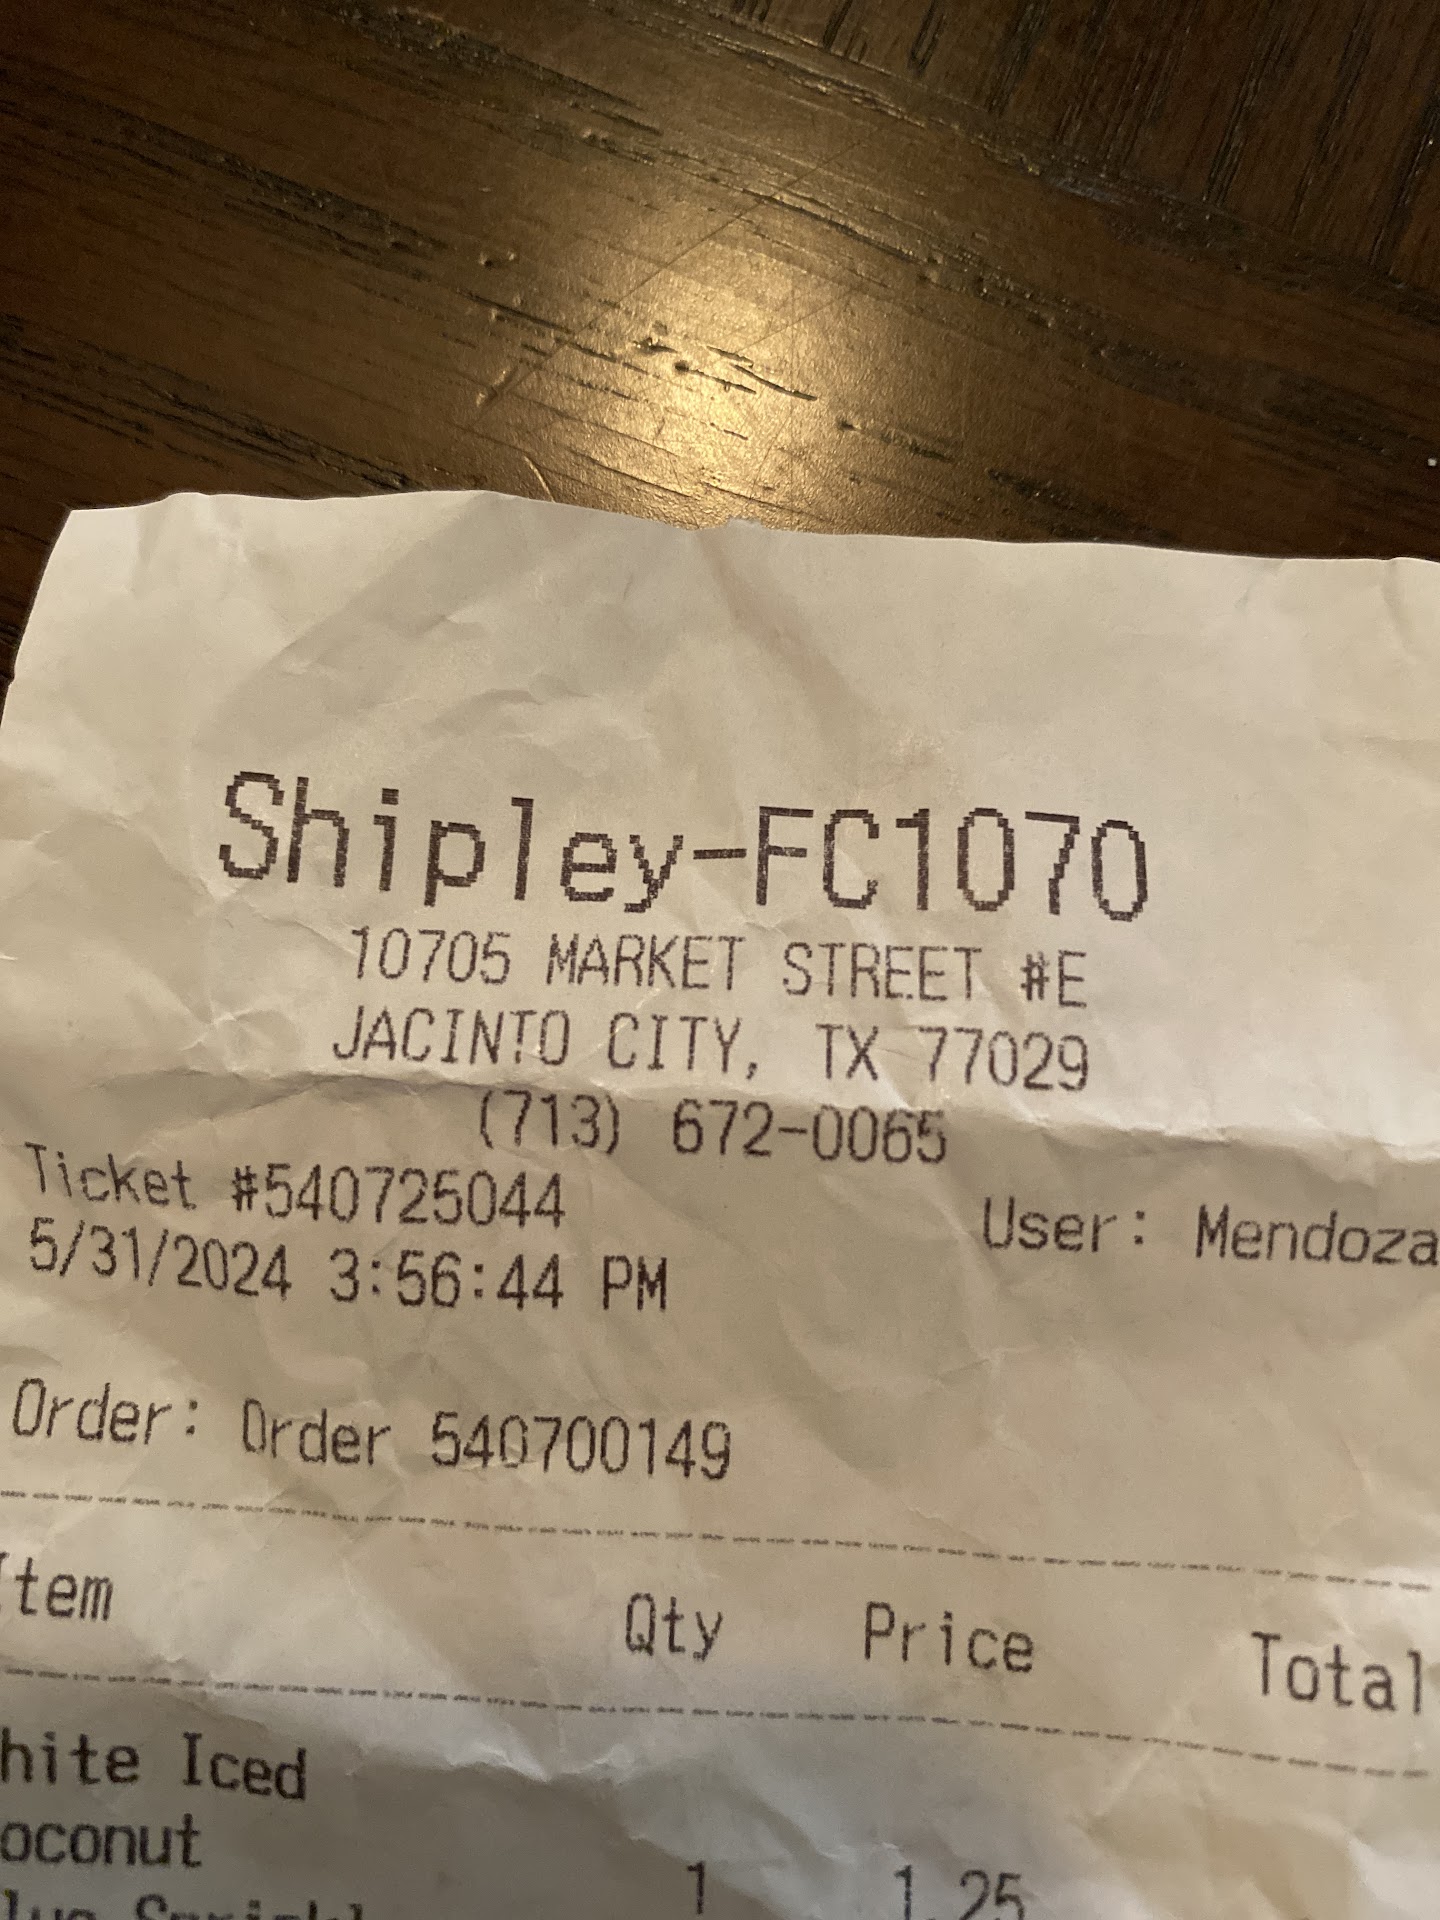 Shipley-FC1070
10705 MARKET STREET #E
JACINTO CITY, TX 77029
(713) 672-0065
Ticket #540725044
User: Mendoza
5/31/2024 3:56:44 PM
Order: Order 540700149
Item Qty Price Total
hite Iced
oconut
1 1.25